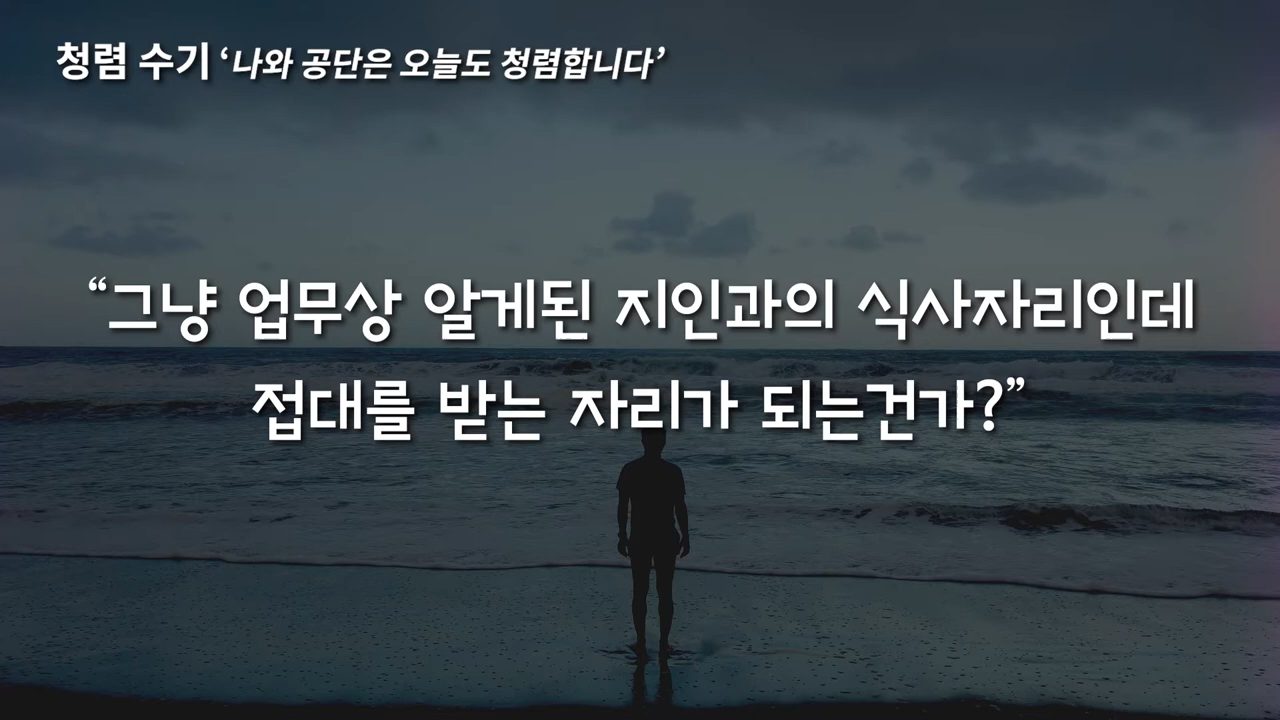 청렴 수기 ‘나와 공단은 오늘도 청렴합니다’
“그냥 업무상 알게된 지인과의 식사자리인데
접대를 받는 자리가 되는건가?”